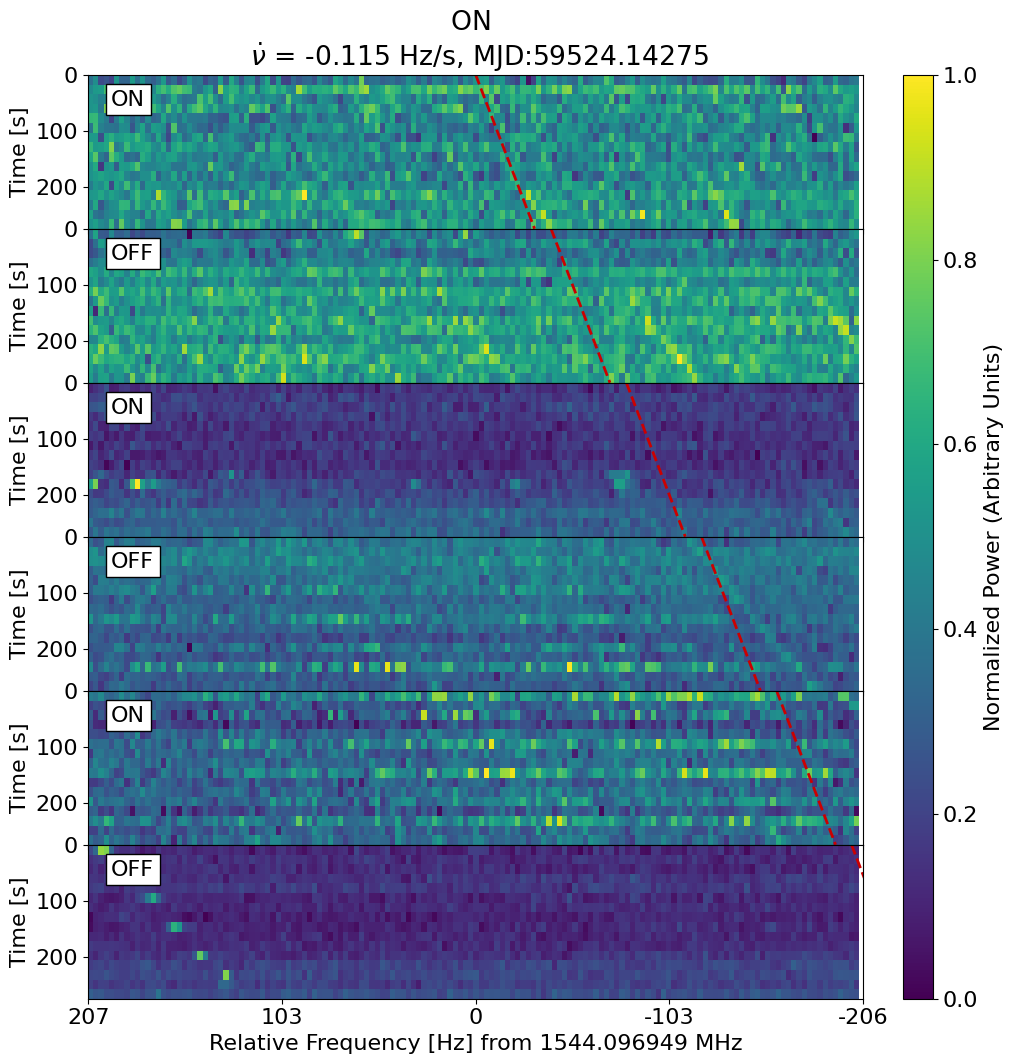 ON
ν̇ = -0.115 Hz/s, MJD:59524.14275
0
ON
100
200
Time [s]
0
OFF
100
200
Time [s]
0
ON
100
200
Time [s]
0
OFF
100
200
Time [s]
0
ON
100
200
Time [s]
0
OFF
100
200
Time [s]
207 103 0 -103 -206
Relative Frequency [Hz] from 1544.096949 MHz
1.0
0.8
0.6
0.4
0.2
0.0
Normalized Power (Arbitrary Units)